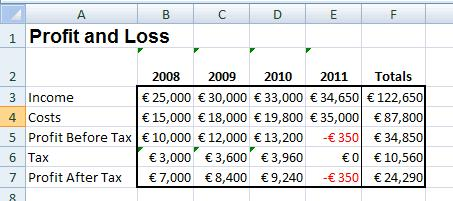 A B C D E F
1 Profit and Loss
2 2008 2009 2010 2011 Totals
3 Income € 25,000 € 30,000 € 33,000 € 34,650 € 122,650
4 Costs € 15,000 € 18,000 € 19,800 € 35,000 € 87,800
5 Profit Before Tax € 10,000 € 12,000 € 13,200 -€ 350 € 34,850
6 Tax € 3,000 € 3,600 € 3,960 € 0 € 10,560
7 Profit After Tax € 7,000 € 8,400 € 9,240 -€ 350 € 24,290
8